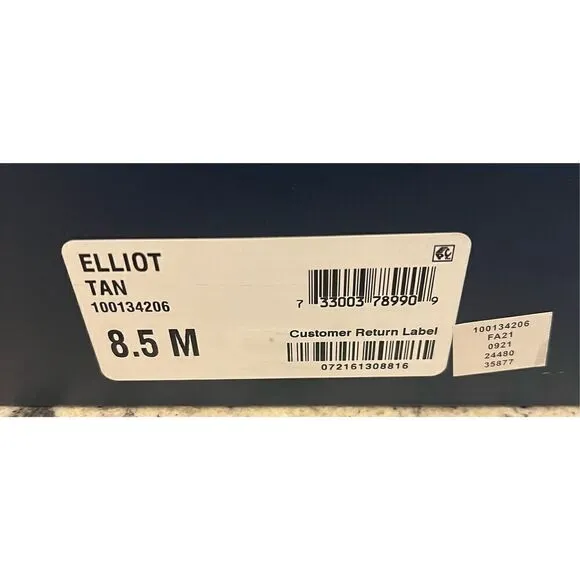 ELLIOT
TAN
100134206
8.5 M
7 33003 78990 9
Customer Return Label
072161308816
100134206
FA21
0921
24480
35877